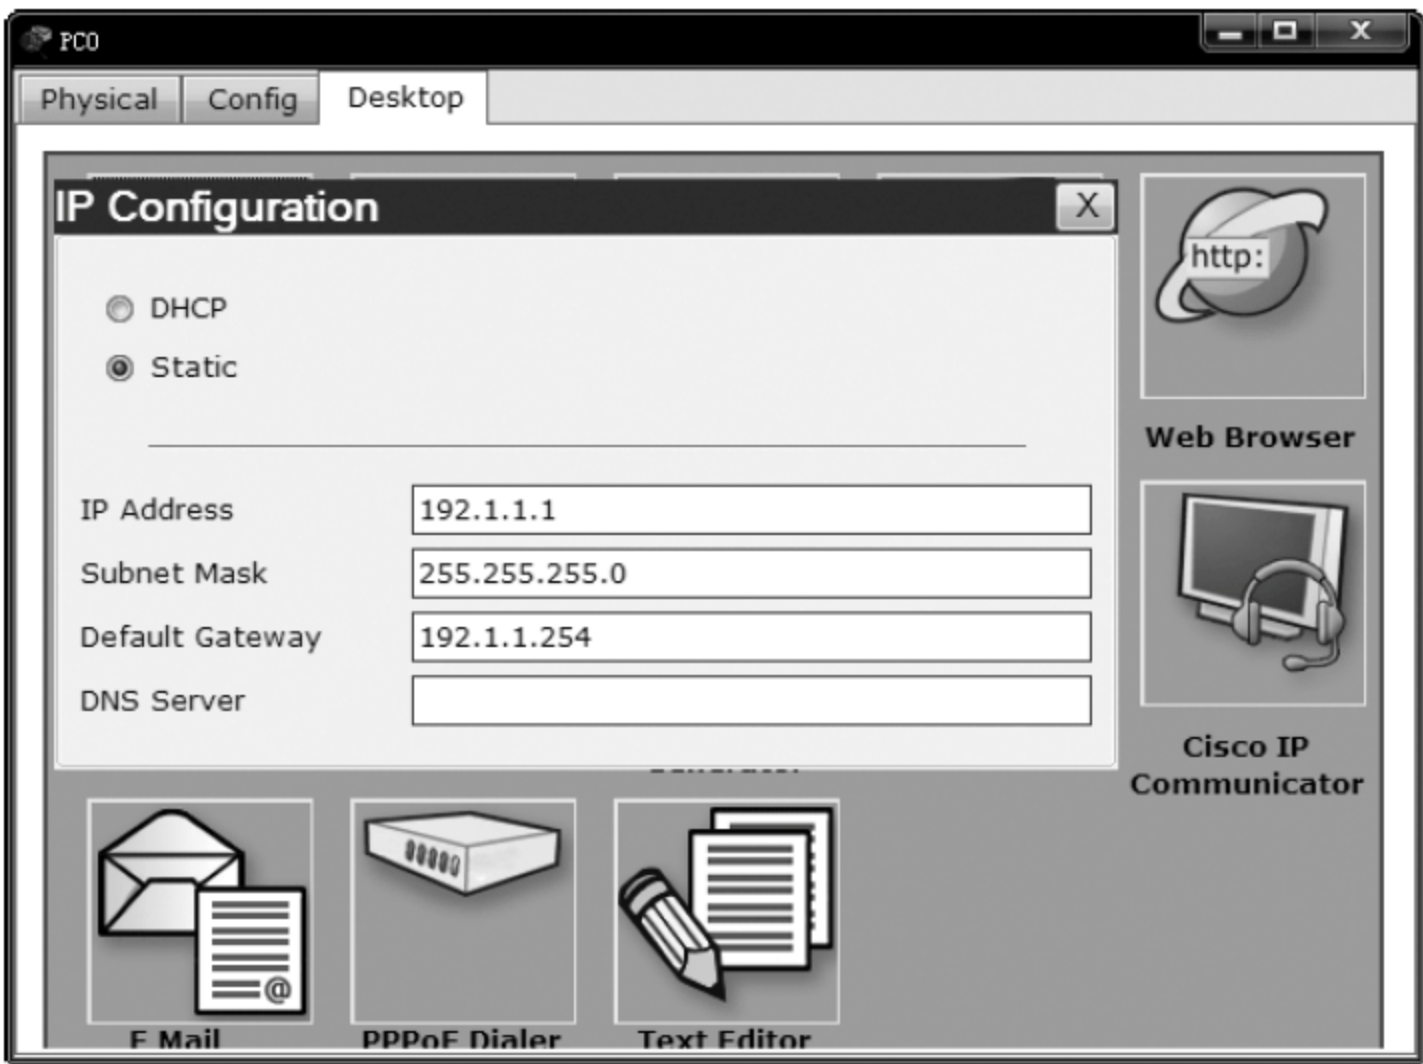 PC0
X
Physical
Config
Desktop
IP Configuration
X
http:
DHCP
Static
Web Browser
IP Address
192.1.1.1
Subnet Mask
255.255.255.0
Default Gateway
192.1.1.254
DNS Server
Cisco IP
Communicator
@
E Mail
PPPoE Dialer
Text Editor